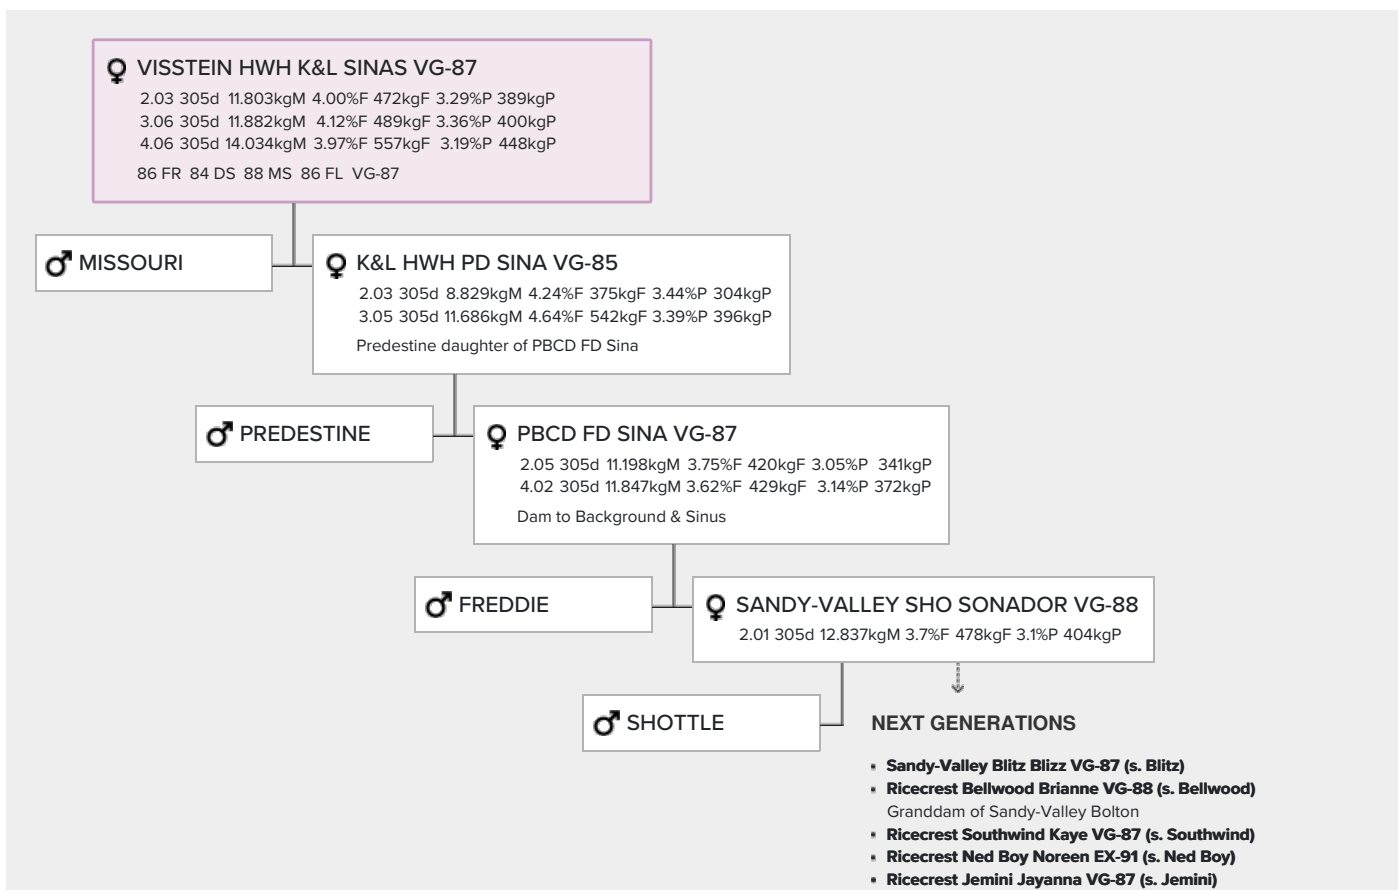 VISSTEIN HWH K&L SINAS VG-87
2.03 305d 11.803kgM 4.00%F 472kgF 3.29%P 389kgP
3.06 305d 11.882kgM 4.12%F 489kgF 3.36%P 400kgP
4.06 305d 14.034kgM 3.97%F 557kgF 3.19%P 448kgP
86 FR 84 DS 88 MS 86 FL VG-87
MISSOURI
K&L HWH PD SINA VG-85
2.03 305d 8.829kgM 4.24%F 375kgF 3.44%P 304kgP
3.05 305d 11.686kgM 4.64%F 542kgF 3.39%P 396kgP
Predestine daughter of PBCD FD Sina
PREDESTINE
PBCD FD SINA VG-87
2.05 305d 11.198kgM 3.75%F 420kgF 3.05%P 341kgP
4.02 305d 11.847kgM 3.62%F 429kgF 3.14%P 372kgP
Dam to Background & Sinus
FREDDIE
SANDY-VALLEY SHO SONADOR VG-88
2.01 305d 12.837kgM 3.7%F 478kgF 3.1%P 404kgP
SHOTTLE
NEXT GENERATIONS
Sandy-Valley Blitz Blizz VG-87 (s. Blitz)
Ricecrest Bellwood Brianne VG-88 (s. Bellwood)
Granddam of Sandy-Valley Bolton
Ricecrest Southwind Kaye VG-87 (s. Southwind)
Ricecrest Ned Boy Noreen EX-91 (s. Ned Boy)
Ricecrest Jemini Jayanna VG-87 (s. Jemini)